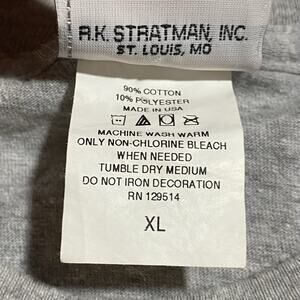 R.K. STRATMAN, INC.
ST. LOUIS, MO
90% COTTON
10% POLYESTER
MADE IN USA
MACHINE WASH WARM
ONLY NON-CHLORINE BLEACH
WHEN NEEDED
TUMBLE DRY MEDIUM
DO NOT IRON DECORATION
RN 129514
XL